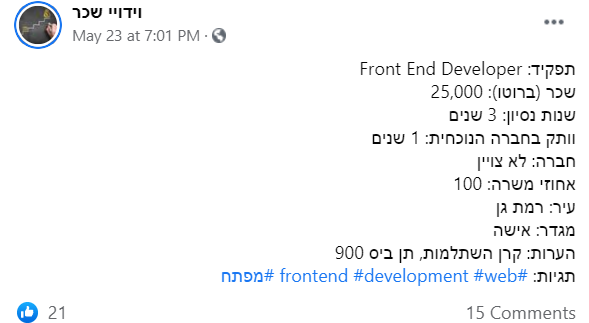 וידויי שכר
May 23 at 7:01 PM ·
תפקיד: Front End Developer
שכר (ברוטו): 25,000
שנות נסיון: 3 שנים
וותק בחברה הנוכחית: 1 שנים
חברה: לא צויין
אחוזי משרה: 100
עיר: רמת גן
מגדר: אישה
הערות: קרן השתלמות, תן ביס 900
תגיות: #frontend #development #web #מפתח
21
15 Comments